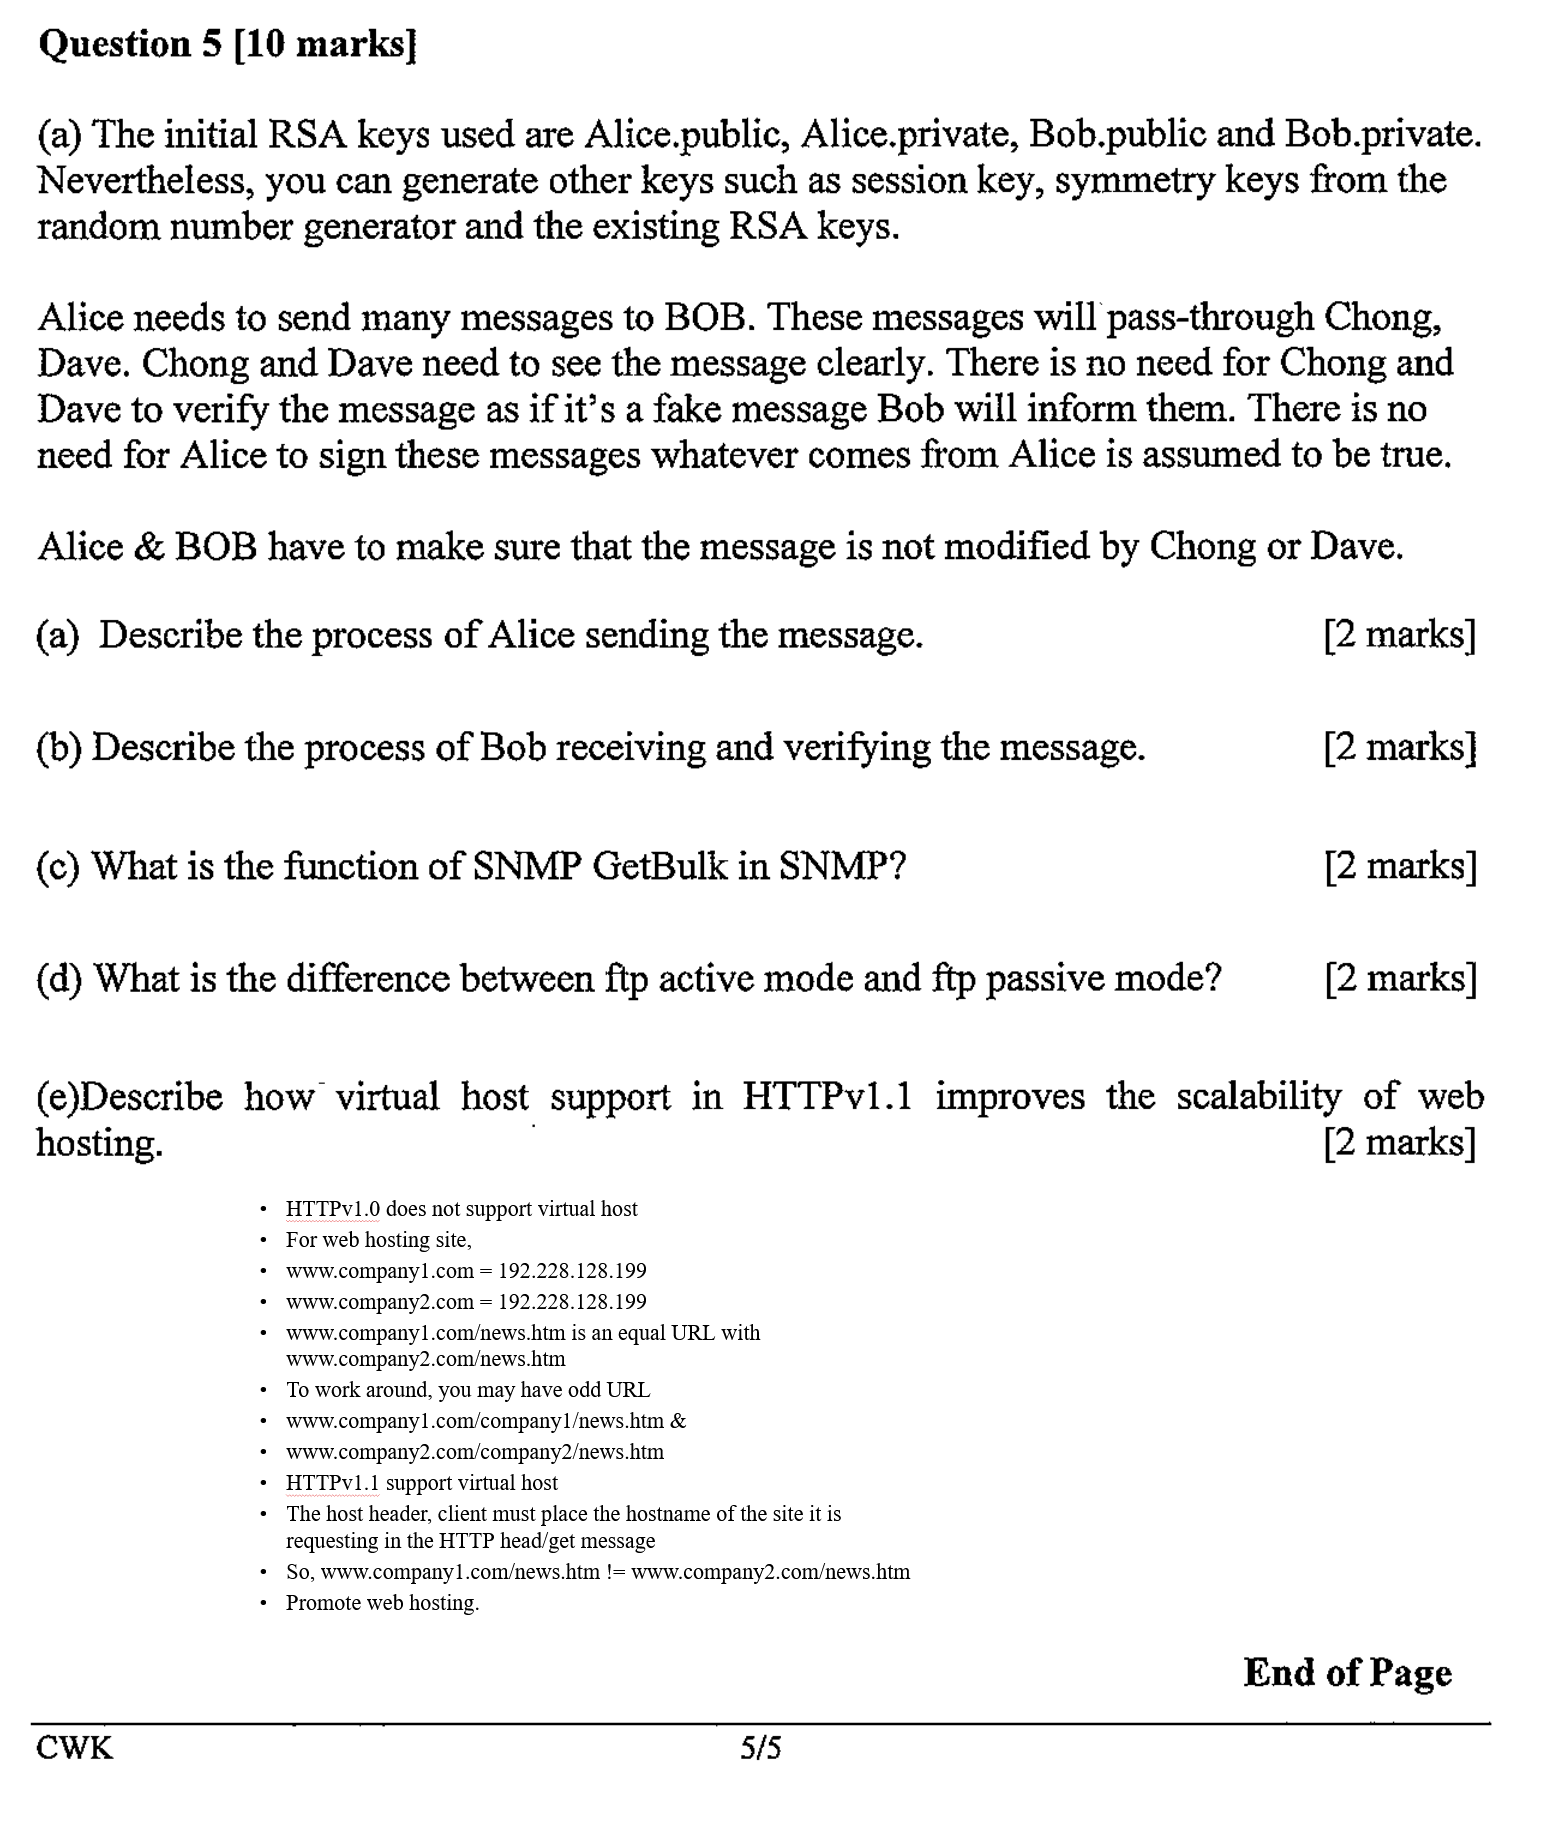 Question 5 [10 marks]
(a) The initial RSA keys used are Alice.public, Alice.private, Bob.public and Bob.private.
Nevertheless, you can generate other keys such as session key, symmetry keys from the
random number generator and the existing RSA keys.
Alice needs to send many messages to BOB. These messages will pass-through Chong,
Dave. Chong and Dave need to see the message clearly. There is no need for Chong and
Dave to verify the message as if it's a fake message Bob will inform them. There is no
need for Alice to sign these messages whatever comes from Alice is assumed to be true.
Alice & BOB have to make sure that the message is not modified by Chong or Dave.
(a) Describe the process of Alice sending the message. [2 marks]
(b) Describe the process of Bob receiving and verifying the message. [2 marks]
(c) What is the function of SNMP GetBulk in SNMP? [2 marks]
(d) What is the difference between ftp active mode and ftp passive mode? [2 marks]
(e)Describe how virtual host support in HTTPv1.1 improves the scalability of web
hosting. [2 marks]
• HTTPv1.0 does not support virtual host
• For web hosting site,
• www.company1.com = 192.228.128.199
• www.company2.com = 192.228.128.199
• www.company1.com/news.htm is an equal URL with
www.company2.com/news.htm
• To work around, you may have odd URL
• www.company1.com/company1/news.htm &
• www.company2.com/company2/news.htm
• HTTPv1.1 support virtual host
• The host header, client must place the hostname of the site it is
requesting in the HTTP head/get message
• So, www.company1.com/news.htm != www.company2.com/news.htm
• Promote web hosting.
End of Page
CWK 5/5